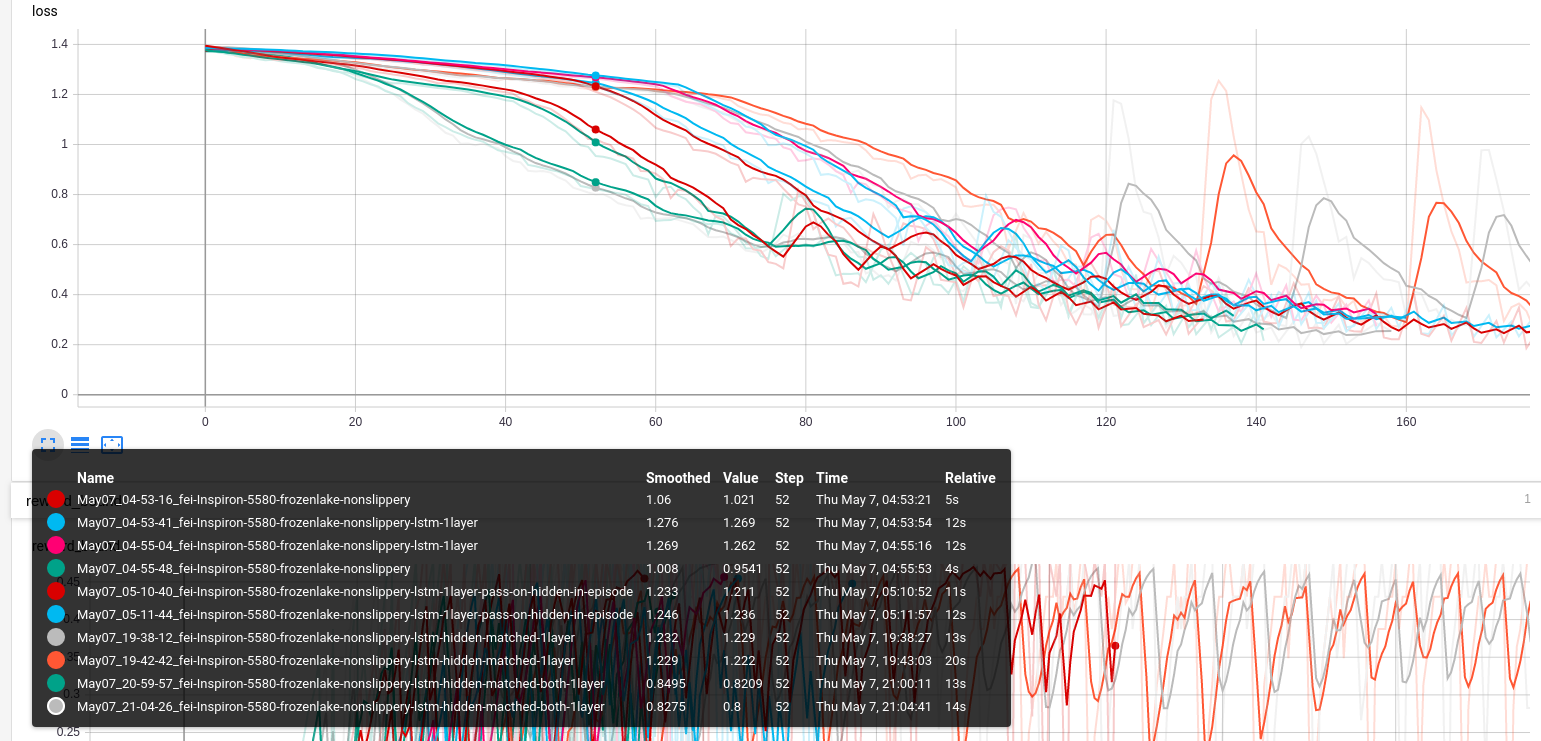 loss
1.4
1.2
1
0.8
0.6
0.4
0.2
0
0 20 40 60 80 100 120 140 160
Name Smoothed Value Step Time Relative
May07_04-53-16_fei-Inspiron-5580-frozenlake-nonslippery 1.06 1.021 52 Thu May 7, 04:53:21 5s
1
May07_04-53-41_fei-Inspiron-5580-frozenlake-nonslippery-lstm-1layer 1.276 1.269 52 Thu May 7, 04:53:54 12s
May07_04-55-04_fei-Inspiron-5580-frozenlake-nonslippery-lstm-1layer 1.269 1.262 52 Thu May 7, 04:55:16 12s
May07_04-55-48_fei-Inspiron-5580-frozenlake-nonslippery 1.008 0.9541 52 Thu May 7, 04:55:53 4s
0.45
May07_05-10-40_fei-Inspiron-5580-frozenlake-nonslippery-lstm-1layer-pass-on-hidden-in-episode 1.233 1.211 52 Thu May 7, 05:10:52 11s
May07_05-11-44_fei-Inspiron-5580-frozenlake-nonslippery-lstm-1layer-pass-on-hidden-in-episode 1.246 1.236 52 Thu May 7, 05:11:57 12s
May07_19-38-12_fei-Inspiron-5580-frozenlake-nonslippery-lstm-hidden-matched-1layer 1.232 1.229 52 Thu May 7, 19:38:27 13s
May07_19-42-42_fei-Inspiron-5580-frozenlake-nonslippery-lstm-hidden-matched-1layer 1.229 1.222 52 Thu May 7, 19:43:03 20s
May07_20-59-57_fei-Inspiron-5580-frozenlake-nonslippery-lstm-hidden-matched-both-1layer 0.8495 0.8209 52 Thu May 7, 21:00:11 13s
0.3
May07_21-04-26_fei-Inspiron-5580-frozenlake-nonslippery-lstm-hidden-macthed-both-1layer 0.8275 0.8 52 Thu May 7, 21:04:41 14s
0.25